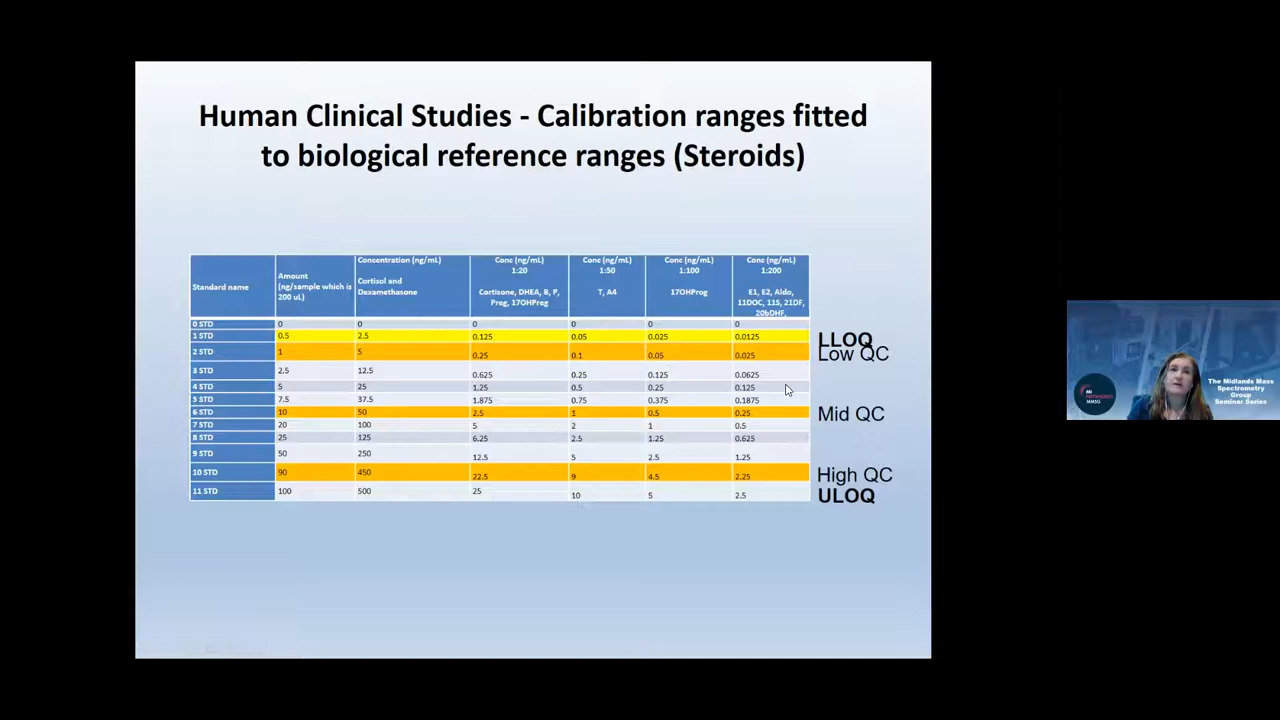 Human Clinical Studies - Calibration ranges fitted
to biological reference ranges (Steroids)
Standard name
Amount
(ng/sample which is
200 uL)
Concentration (ng/mL)
Cortisol and
Dexamethasone
Conc (ng/mL)
1:20
Cortisone, DHEA, B, P,
Preg, 17OHPreg
Conc (ng/mL)
1:50
T, A4
Conc (ng/mL)
1:100
17OHProg
Conc (ng/mL)
1:200
E1, E2, Aldo,
11DOC, 11S, 21DF,
20bDHF,
0 STD 0 0 0 0 0 0
1 STD 0.5 2.5 0.125 0.05 0.025 0.0125 LLOQ
2 STD 1 5 0.25 0.1 0.05 0.025 Low QC
3 STD 2.5 12.5 0.625 0.25 0.125 0.0625
4 STD 5 25 1.25 0.5 0.25 0.125
5 STD 7.5 37.5 1.875 0.75 0.375 0.1875
6 STD 10 50 2.5 1 0.5 0.25 Mid QC
7 STD 20 100 5 2 1 0.5
8 STD 25 125 6.25 2.5 1.25 0.625
9 STD 50 250 12.5 5 2.5 1.25
10 STD 90 450 22.5 9 4.5 2.25 High QC
11 STD 100 500 25 10 5 2.5 ULOQ
The Midlands Mass
Spectrometry
Group
Seminar Series
MMSG